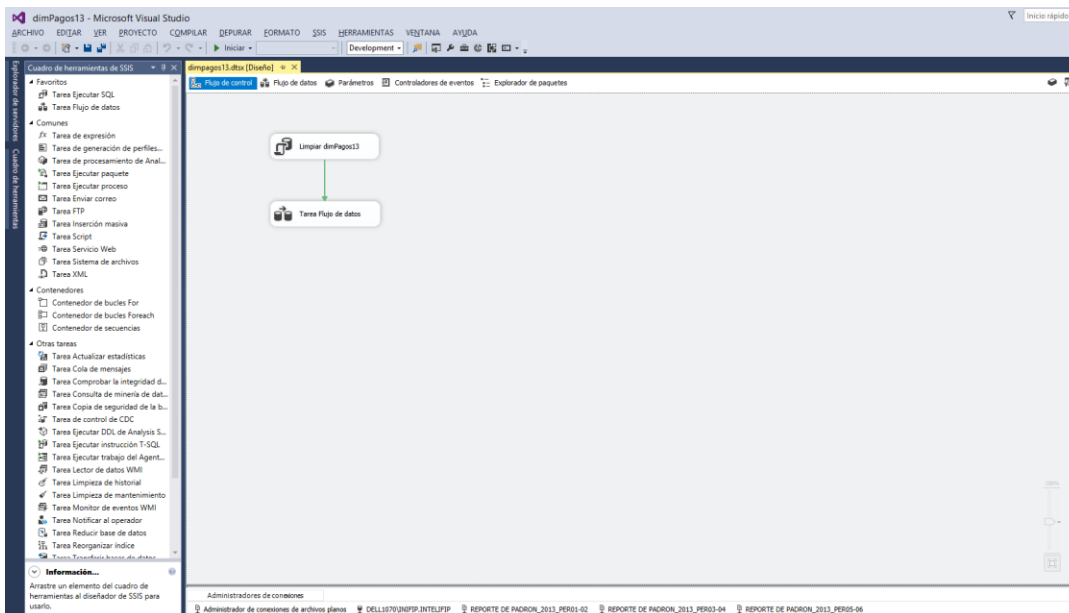 dimPagos13 - Microsoft Visual Studio
Inicio rápido
ARCHIVO EDITAR VER PROYECTO COMPILAR DEPURAR FORMATO SSIS HERRAMIENTAS VENTANA AYUDA
Iniciar Development
Explorador de servidores
Cuadro de herramientas
Cuadro de herramientas de SSIS
dimpagos13.dtsx [Diseño]
Flujo de control Flujo de datos Parámetros Controladores de eventos Explorador de paquetes
Favoritos
Tarea Ejecutar SQL
Tarea Flujo de datos
Comunes
Tarea de expresión
Tarea de generación de perfiles...
Tarea de procesamiento de Anal...
Tarea Ejecutar paquete
Tarea Ejecutar proceso
Tarea Enviar correo
Tarea FTP
Tarea Inserción masiva
Tarea Script
Tarea Servicio Web
Tarea Sistema de archivos
Tarea XML
Contenedores
Contenedor de bucles For
Contenedor de bucles Foreach
Contenedor de secuencias
Otras tareas
Tarea Actualizar estadísticas
Tarea Cola de mensajes
Tarea Comprobar la integridad d...
Tarea Consulta de minería de dat...
Tarea Copia de seguridad de la b...
Tarea de control de CDC
Tarea Ejecutar DDL de Analysis S...
Tarea Ejecutar instrucción T-SQL
Tarea Ejecutar trabajo del Agent...
Tarea Lector de datos WMI
Tarea Limpieza de historial
Tarea Limpieza de mantenimiento
Tarea Monitor de eventos WMI
Tarea Notificar al operador
Tarea Reducir base de datos
Tarea Reorganizar índice
Tarea Transferir bases de datos
Información...
Arrastre un elemento del cuadro de
herramientas al diseñador de SSIS para
usarlo.
Limpiar dimPagos13
Tarea Flujo de datos
100%
Administradores de conexiones
Administrador de conexiones de archivos planos DELL1070\INIFIP.INTELIFIP REPORTE DE PADRON_2013_PER01-02 REPORTE DE PADRON_2013_PER03-04 REPORTE DE PADRON_2013_PER05-06